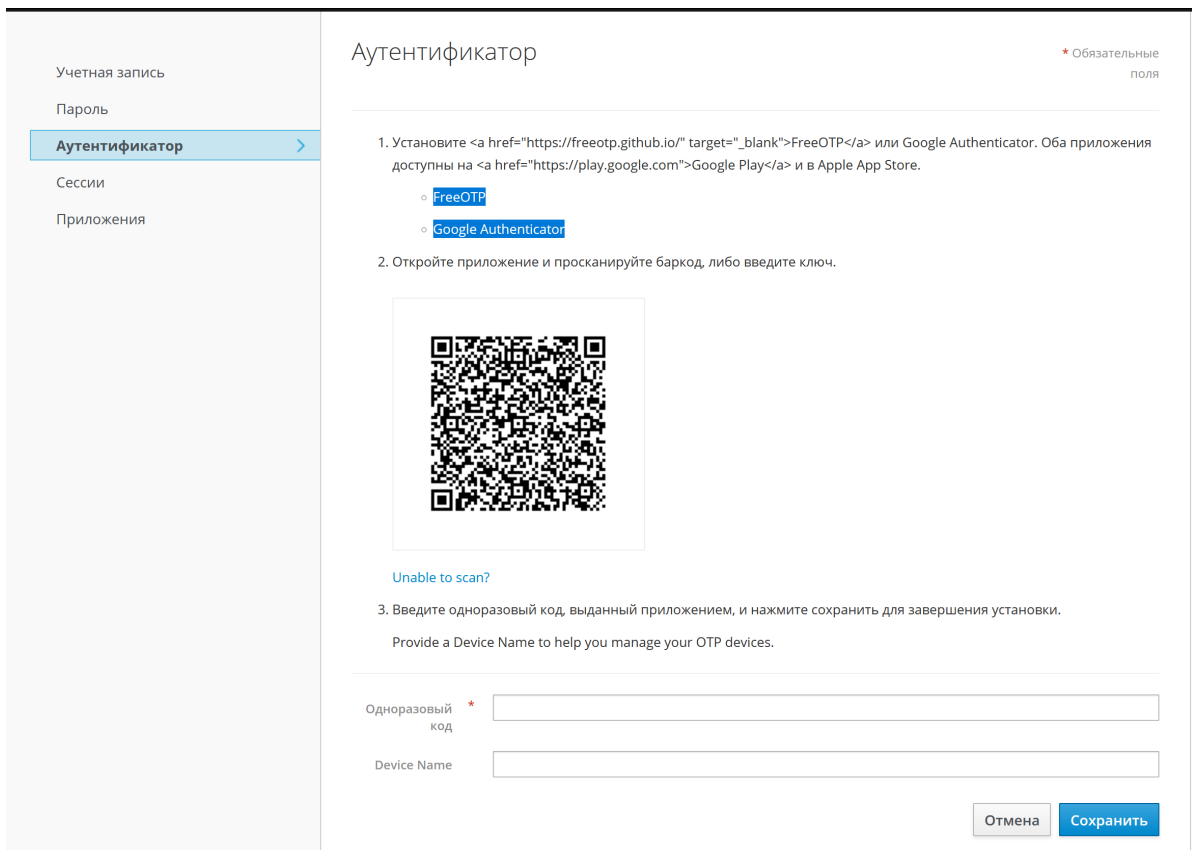 Аутентификатор
* Обязательные
поля
Учетная запись
Пароль
Аутентификатор
Сессии
Приложения
1. Установите <a href="https://freeotp.github.io/" target="_blank">FreeOTP</a> или Google Authenticator. Оба приложения
доступны на <a href="https://play.google.com">Google Play</a> и в Apple App Store.
FreeOTP
Google Authenticator
2. Откройте приложение и просканируйте баркод, либо введите ключ.
Unable to scan?
3. Введите одноразовый код, выданный приложением, и нажмите сохранить для завершения установки.
Provide a Device Name to help you manage your OTP devices.
Одноразовый *
код
Device Name
Отмена
Сохранить